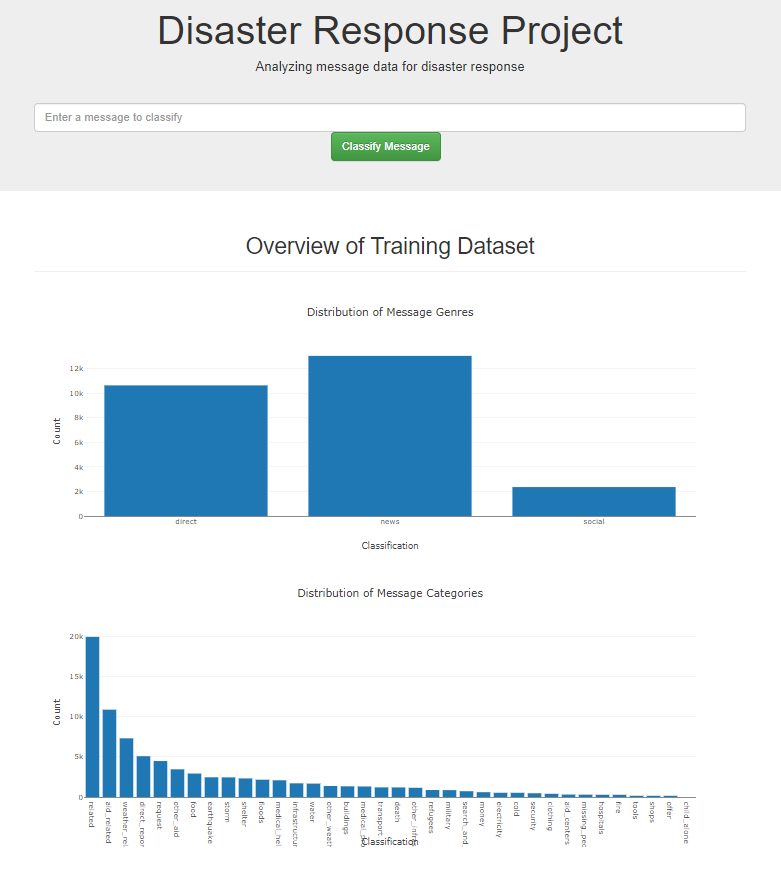 Disaster Response Project
Analyzing message data for disaster response
Enter a message to classify
Classify Message
Overview of Training Dataset
Distribution of Message Genres
12k
10k
8k
6k
4k
2k
0
Count
direct
news
social
Classification
Distribution of Message Categories
20k
15k
10k
5k
0
Count
related
aid_related
weather_rel
direct_repor
request
other_aid
food
earthquake
storm
shelter
floods
medical_hel
infrastructur
water
other_weath
buildings
transport
death
refugees
military
search_and
money
electricity
cold
security
clothing
aid_centers
missing_peo
hospitals
fire
tools
shops
offer
child_alone
Classification